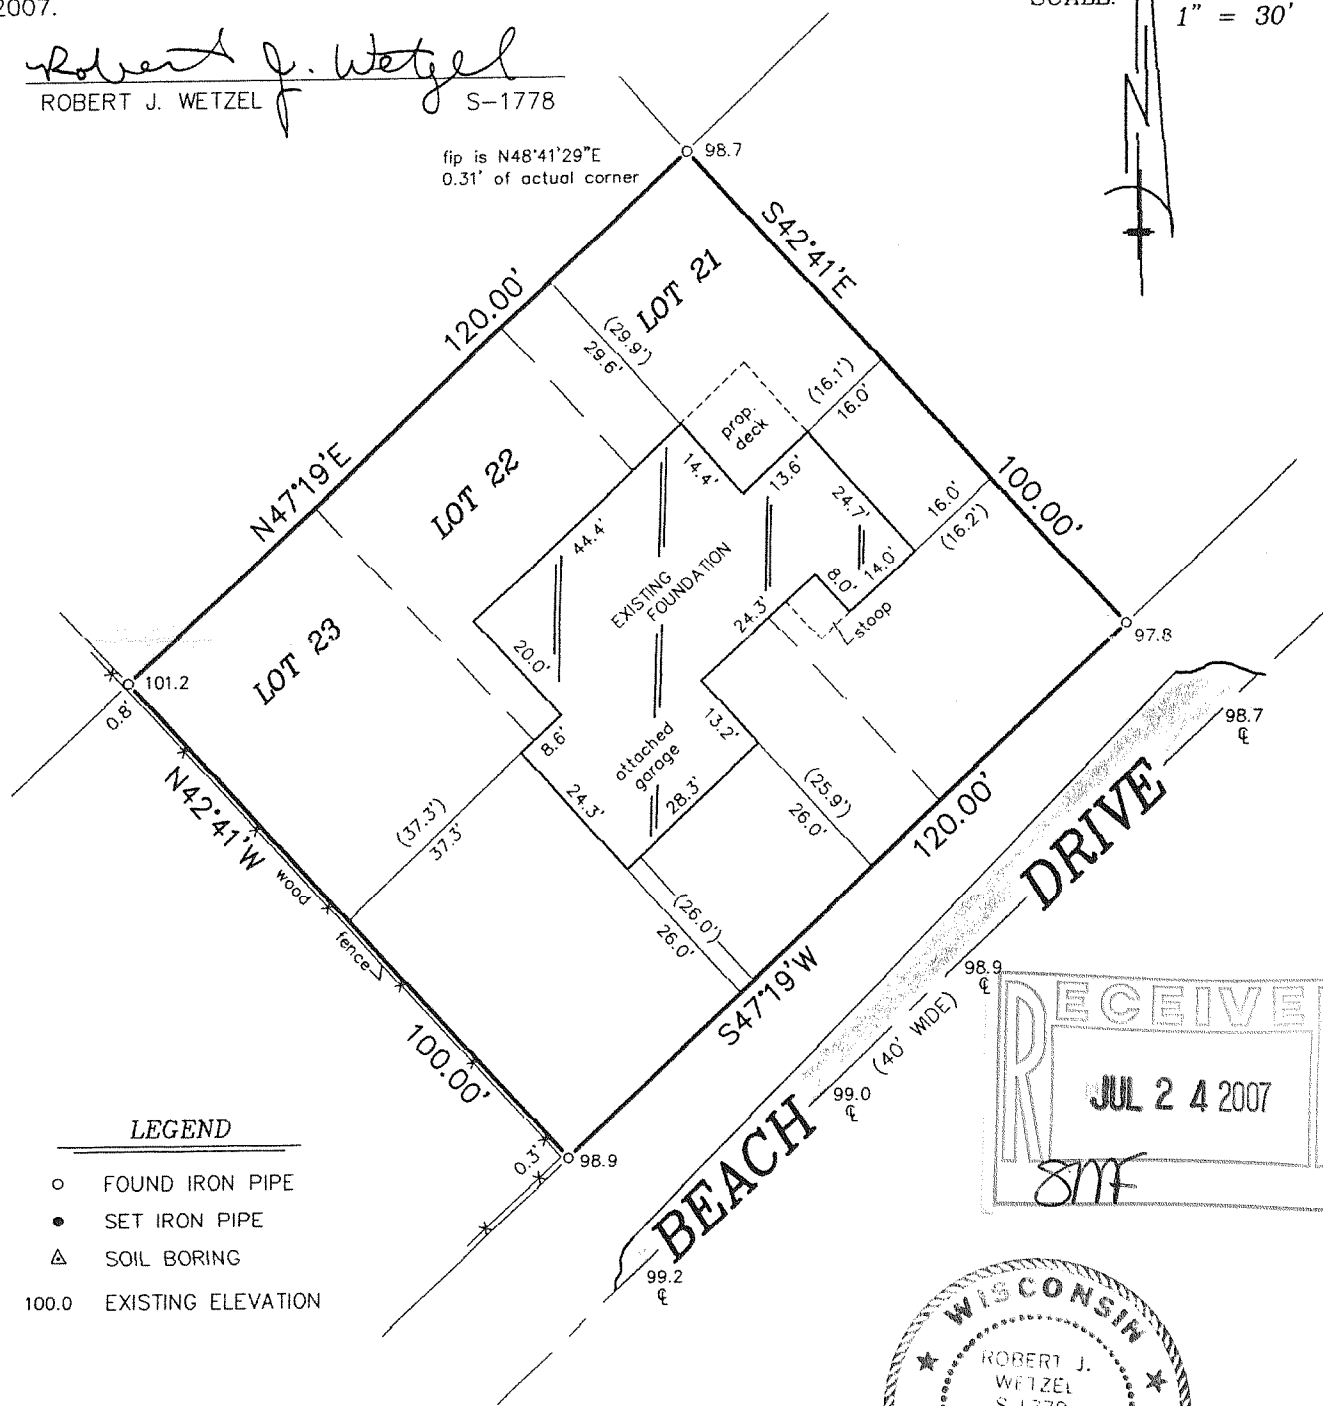 2007.
SCALE:
1" = 30'
Robert J. Wetzel
ROBERT J. WETZEL S-1778
N
fip is N48°41'29"E
0.31' of actual corner
98.7
S42°41'E
LOT 21
120.00'
(29.9')
29.6'
(16.1')
16.0'
prop.
deck
N47°19'E
LOT 22
14.4'
13.6'
24.7'
16.0'
(16.2')
100.00'
44.4'
EXISTING
FOUNDATION
8.0'
14.0'
24.3'
stoop
97.8
LOT 23
20.0'
101.2
0.8'
8.6'
13.2'
attached
garage
98.7
℄
N42°41'W
24.3'
28.3'
(25.9')
26.0'
120.00'
DRIVE
(37.3')
37.3'
wood
fence
(26.0')
26.0'
S47°19'W
98.9
℄
(40' WIDE)
RECEIVE
100.00'
99.0
℄
JUL 24 2007
BEACH
SMF
LEGEND
0.3'
98.9
FOUND IRON PIPE
SET IRON PIPE
SOIL BORING
100.0 EXISTING ELEVATION
99.2
℄
WISCONSIN
ROBERT J.
WETZEL